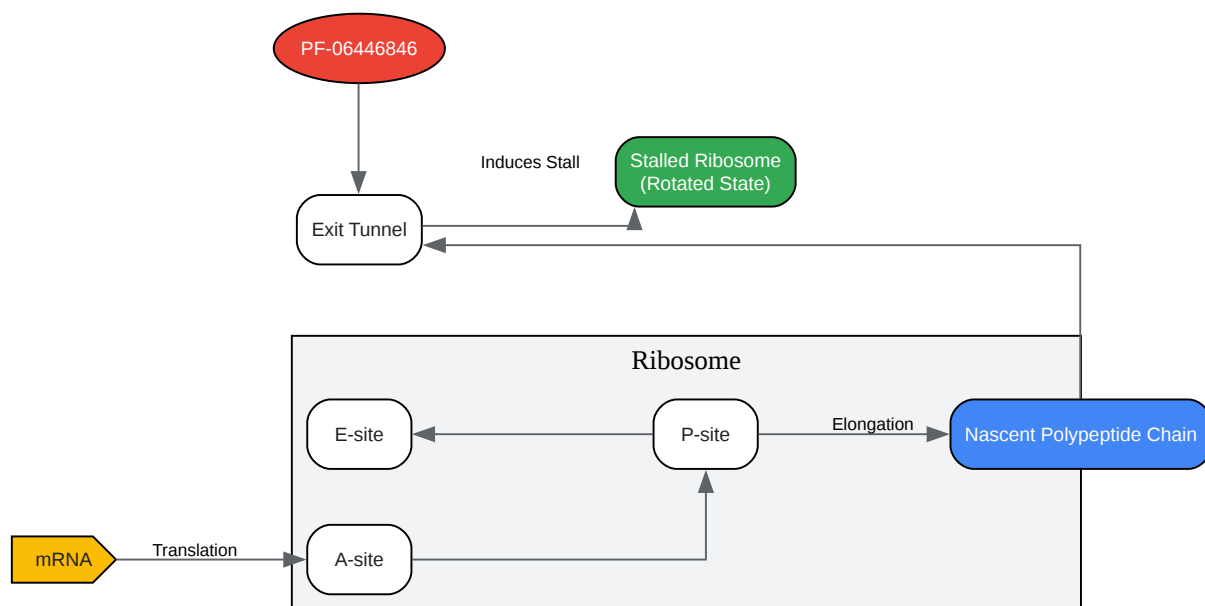 PF-06446846
Induces Stall
Stalled Ribosome
(Rotated State)
Exit Tunnel
Ribosome
E-site
P-site
Elongation
Nascent Polypeptide Chain
mRNA
Translation
A-site